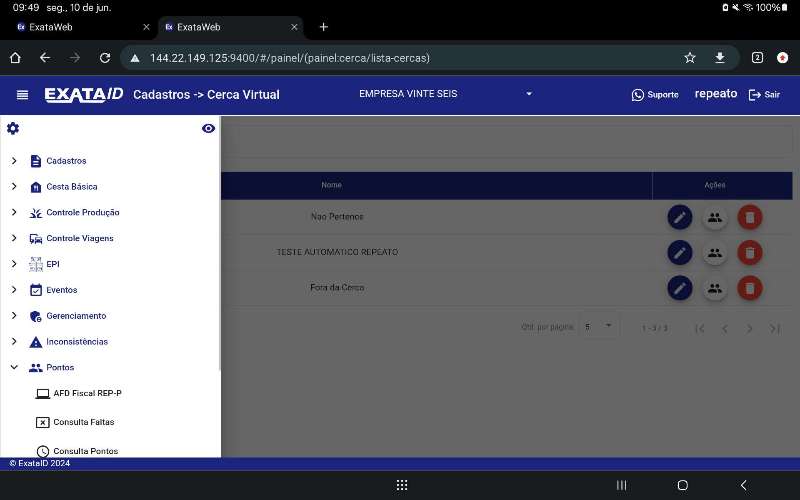 09:49 seg., 10 de jun.
100%
Ex ExataWeb
Ex ExataWeb
144.22.149.125:9400/#/painel/(painel:cerca/lista-cercas)
2
EXATAID
Cadastros -> Cerca Virtual
EMPRESA VINTE SEIS
Suporte
repeato
Sair
Cadastros
Cesta Básica
Controle Produção
Controle Viagens
EPI
Eventos
Gerenciamento
Inconsistências
Pontos
AFD Fiscal REP-P
Consulta Faltas
Consulta Pontos
Nome
Ações
Nao Pertence
TESTE AUTOMATICO REPEATO
Fora da Cerca
Qtd. por página:
5
1 - 3 / 3
© ExataID 2024